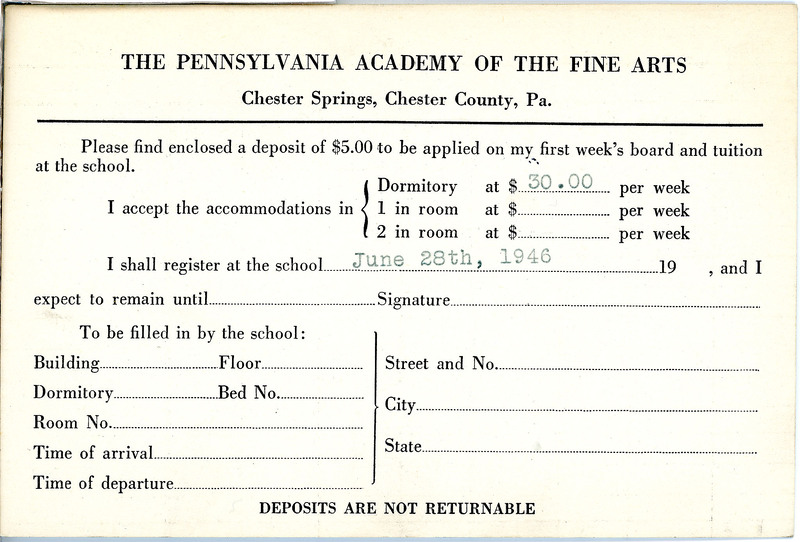 THE PENNSYLVANIA ACADEMY OF THE FINE ARTS
Chester Springs, Chester County, Pa.
Please find enclosed a deposit of $5.00 to be applied on my first week's board and tuition
at the school.
I accept the accommodations in { Dormitory at $ 30.00 per week
1 in room at $ per week
2 in room at $ per week
I shall register at the school June 28th, 1946 19 , and I
expect to remain until Signature
To be filled in by the school:
Building Floor
Dormitory Bed No.
Room No.
Time of arrival
Time of departure
Street and No.
City
State
DEPOSITS ARE NOT RETURNABLE